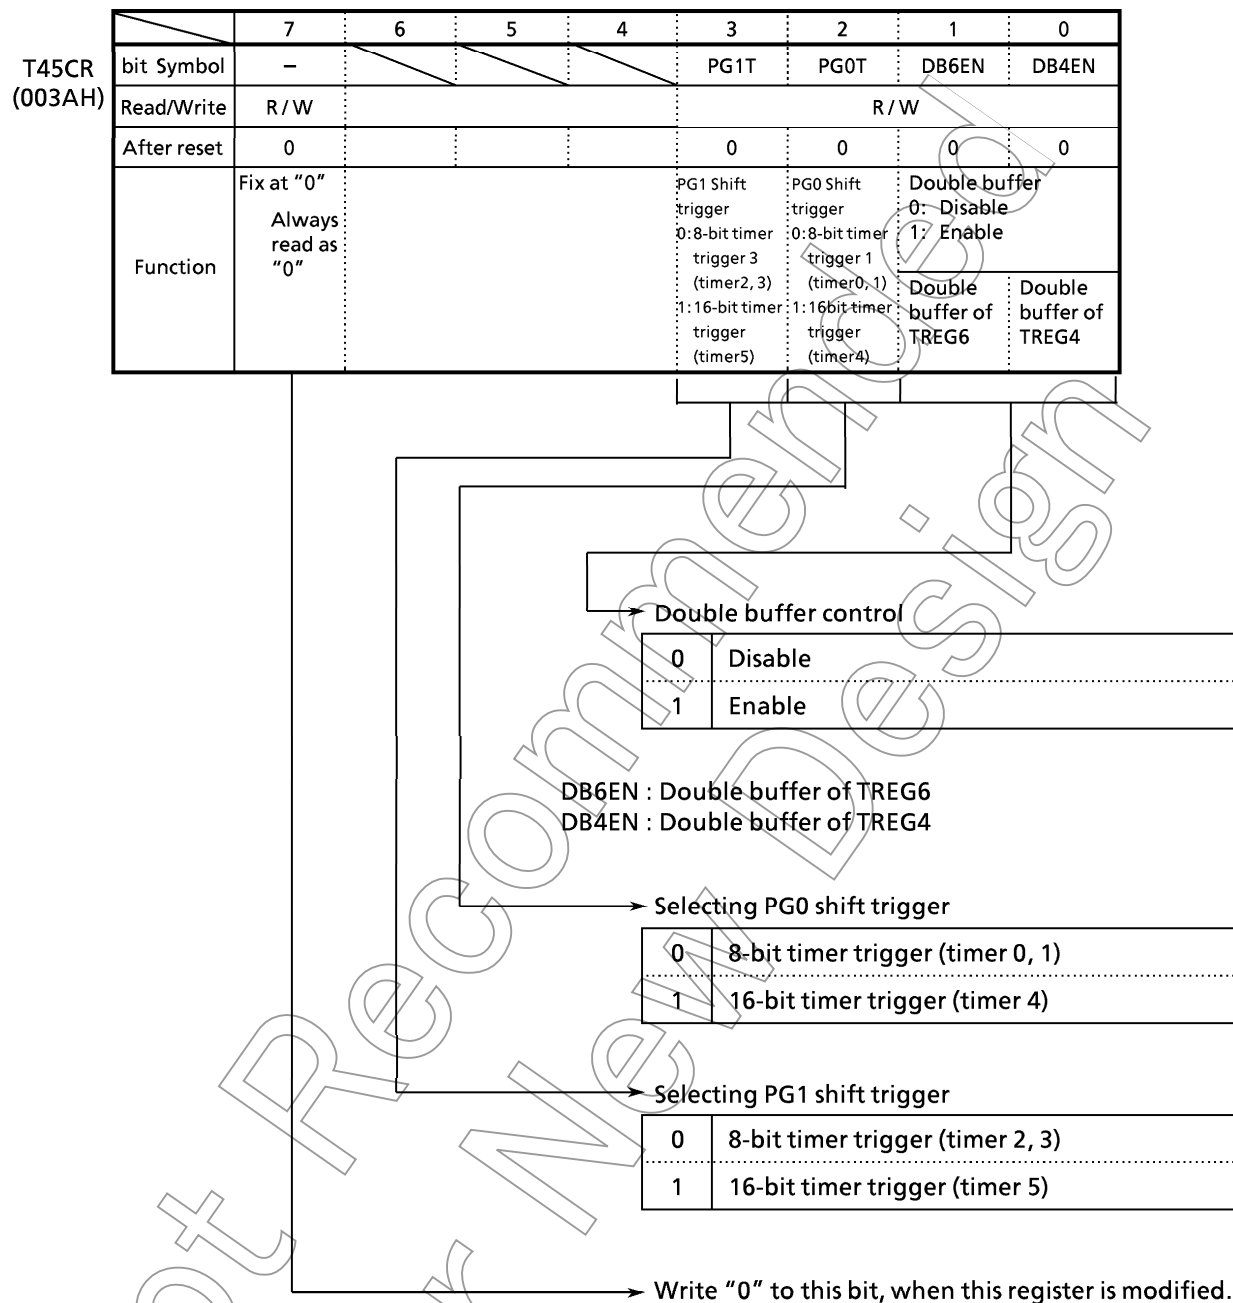 7 6 5 4 3 2 1 0
T45CR
(003AH)
bit Symbol – PG1T PG0T DB6EN DB4EN
Read/Write R/W R/W
After reset 0 0 0 0 0
Function
Fix at “0”
Always
read as
“0”
PG1 Shift
trigger
0:8-bit timer
trigger 3
(timer2, 3)
1:16-bit timer
trigger
(timer5)
PG0 Shift
trigger
0:8-bit timer
trigger 1
(timer0, 1)
1:16bit timer
trigger
(timer4)
Double buffer
0: Disable
1: Enable
Double
buffer of
TREG6
Double
buffer of
TREG4
Double buffer control
0 Disable
1 Enable
DB6EN : Double buffer of TREG6
DB4EN : Double buffer of TREG4
Selecting PG0 shift trigger
0 8-bit timer trigger (timer 0, 1)
1 16-bit timer trigger (timer 4)
Selecting PG1 shift trigger
0 8-bit timer trigger (timer 2, 3)
1 16-bit timer trigger (timer 5)
Write “0” to this bit, when this register is modified.
Recommended
New Design